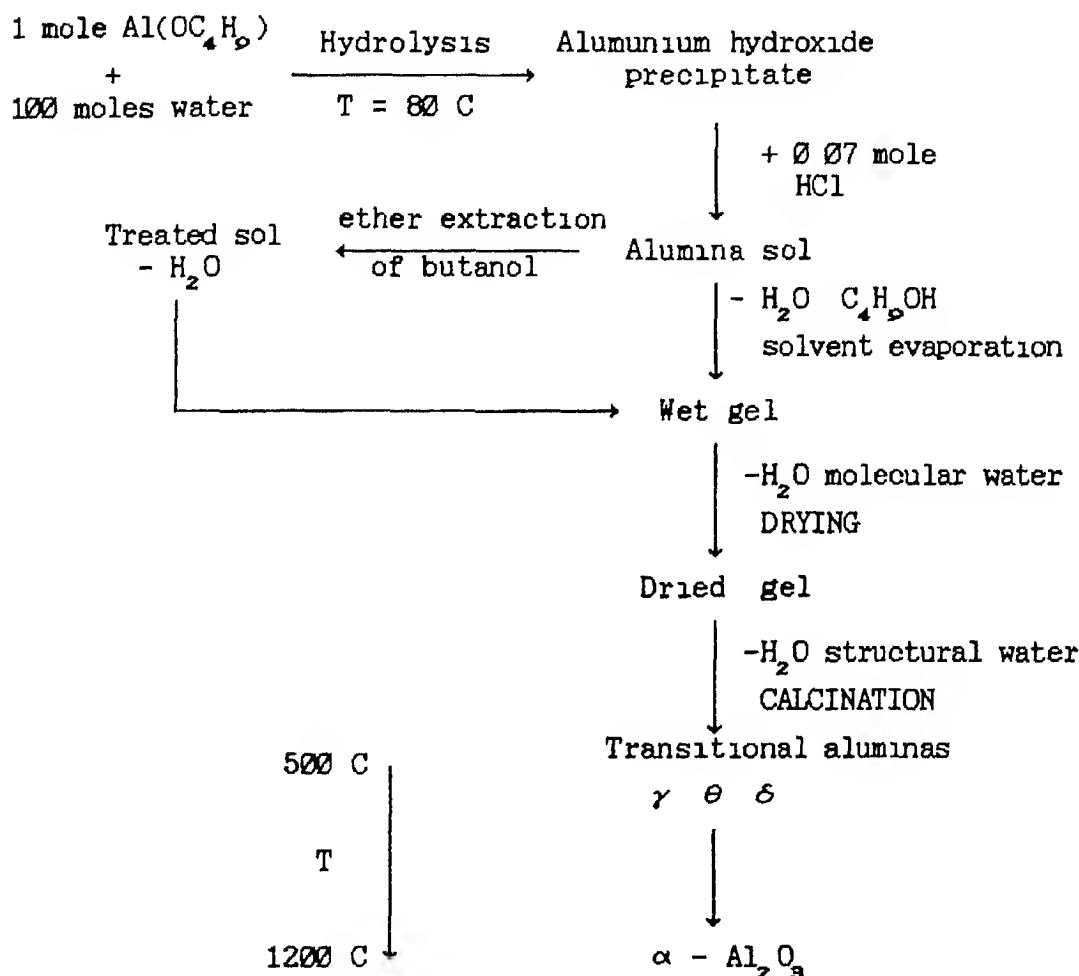 1 mole Al(OC₄H₉)
+
100 moles water
Hydrolysis
T = 80 C
Alumunium hydroxide
precipitate
+ 0 07 mole
HCl
Alumina sol
ether extraction
of butanol
Treated sol
- H₂O
- H₂O C₄H₉OH
solvent evaporation
Wet gel
-H₂O molecular water
DRYING
Dried gel
-H₂O structural water
CALCINATION
Transitional aluminas
γ θ δ
500 C
T
1200 C
α - Al₂O₃